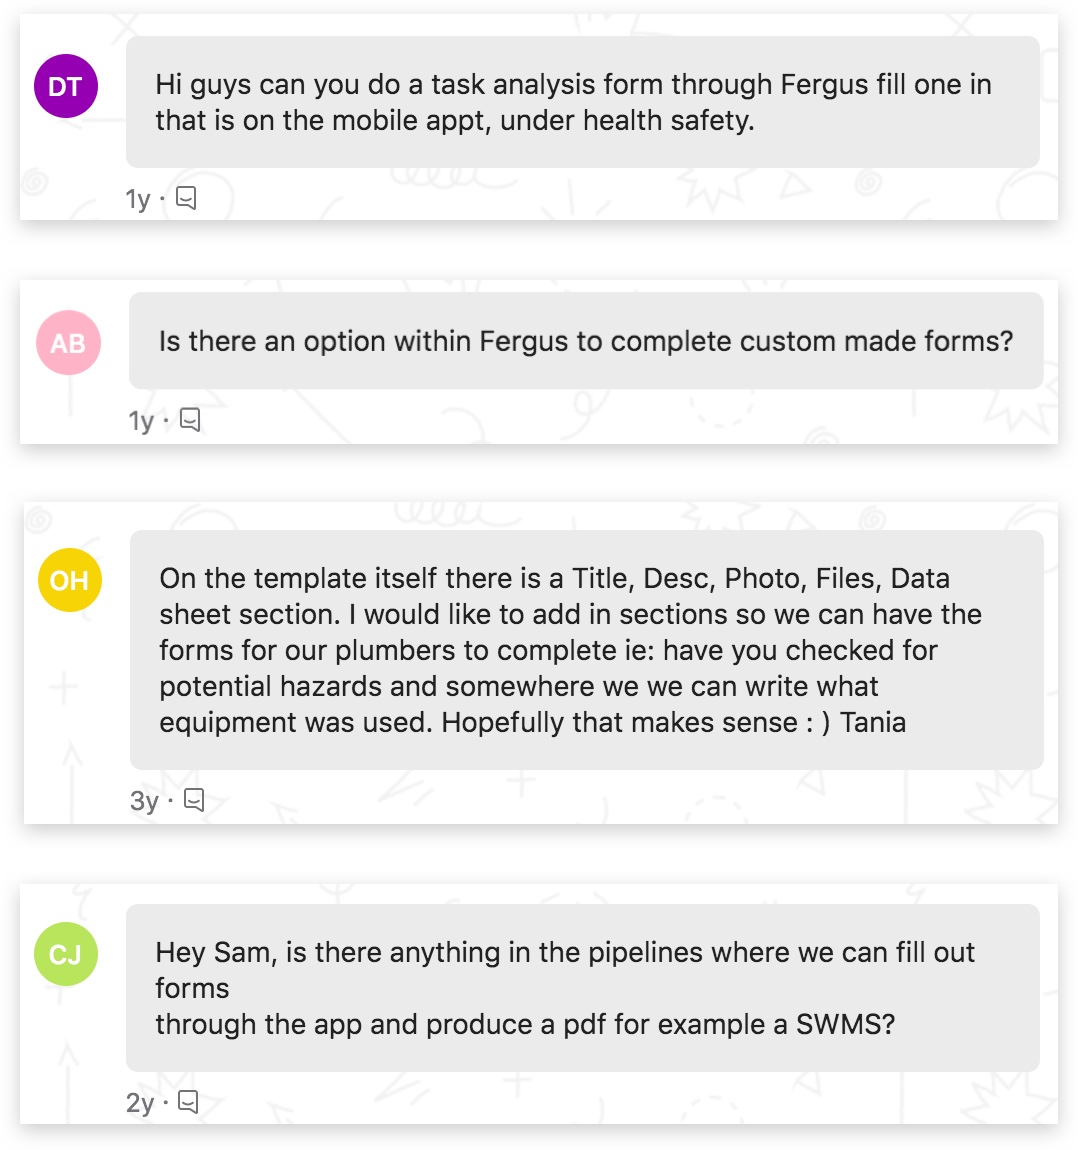 DT
Hi guys can you do a task analysis form through Fergus fill one in
that is on the mobile appt, under health safety.
1y ·
AB
Is there an option within Fergus to complete custom made forms?
1y ·
OH
On the template itself there is a Title, Desc, Photo, Files, Data
sheet section. I would like to add in sections so we can have the
forms for our plumbers to complete ie: have you checked for
potential hazards and somewhere we we can write what
equipment was used. Hopefully that makes sense : ) Tania
3y ·
CJ
Hey Sam, is there anything in the pipelines where we can fill out
forms
through the app and produce a pdf for example a SWMS?
2y ·